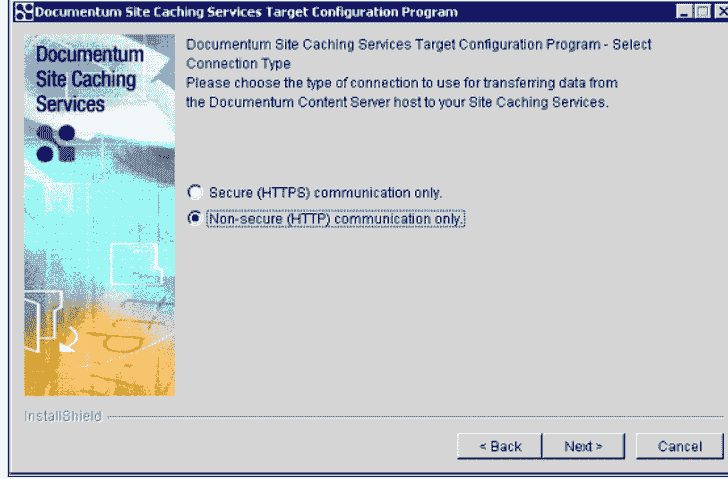 Documentum Site Caching Services Target Configuration Program
Documentum
Site Caching
Services
Documentum Site Caching Services Target Configuration Program - Select
Connection Type
Please choose the type of connection to use for transferring data from
the Documentum Content Server host to your Site Caching Services.
Secure (HTTPS) communication only.
Non-secure (HTTP) communication only.
InstallShield
< Back
Next >
Cancel